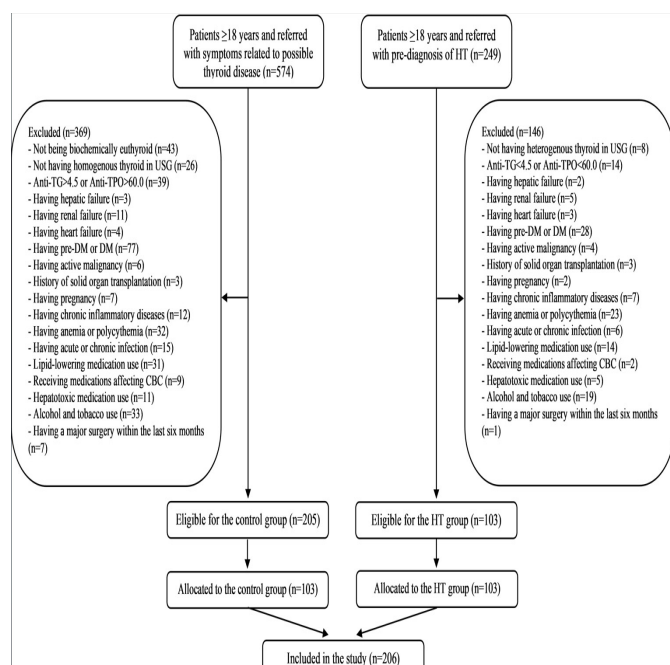 Patients ≥18 years and referred
with symptoms related to possible
thyroid disease (n=574)
Patients ≥18 years and referred
with pre-diagnosis of HT (n=249)
Excluded (n=369)
- Not being biochemically euthyroid (n=43)
- Not having homogenous thyroid in USG (n=26)
- Anti-TG>4.5 or Anti-TPO>60.0 (n=39)
- Having hepatic failure (n=3)
- Having renal failure (n=11)
- Having heart failure (n=4)
- Having pre-DM or DM (n=77)
- Having active malignancy (n=6)
- History of solid organ transplantation (n=3)
- Having pregnancy (n=7)
- Having chronic inflammatory diseases (n=12)
- Having anemia or polycythemia (n=32)
- Having acute or chronic infection (n=15)
- Lipid-lowering medication use (n=31)
- Receiving medications affecting CBC (n=9)
- Hepatotoxic medication use (n=11)
- Alcohol and tobacco use (n=33)
- Having a major surgery within the last six months
(n=7)
Excluded (n=146)
- Not having heterogenous thyroid in USG (n=8)
- Anti-TG<4.5 or Anti-TPO<60.0 (n=14)
- Having hepatic failure (n=2)
- Having renal failure (n=5)
- Having heart failure (n=3)
- Having pre-DM or DM (n=28)
- Having active malignancy (n=4)
- History of solid organ transplantation (n=3)
- Having pregnancy (n=2)
- Having chronic inflammatory diseases (n=7)
- Having anemia or polycythemia (n=23)
- Having acute or chronic infection (n=6)
- Lipid-lowering medication use (n=14)
- Receiving medications affecting CBC (n=2)
- Hepatotoxic medication use (n=5)
- Alcohol and tobacco use (n=19)
- Having a major surgery within the last six months
(n=1)
Eligible for the control group (n=205)
Eligible for the HT group (n=103)
Allocated to the control group (n=103)
Allocated to the HT group (n=103)
Included in the study (n=206)